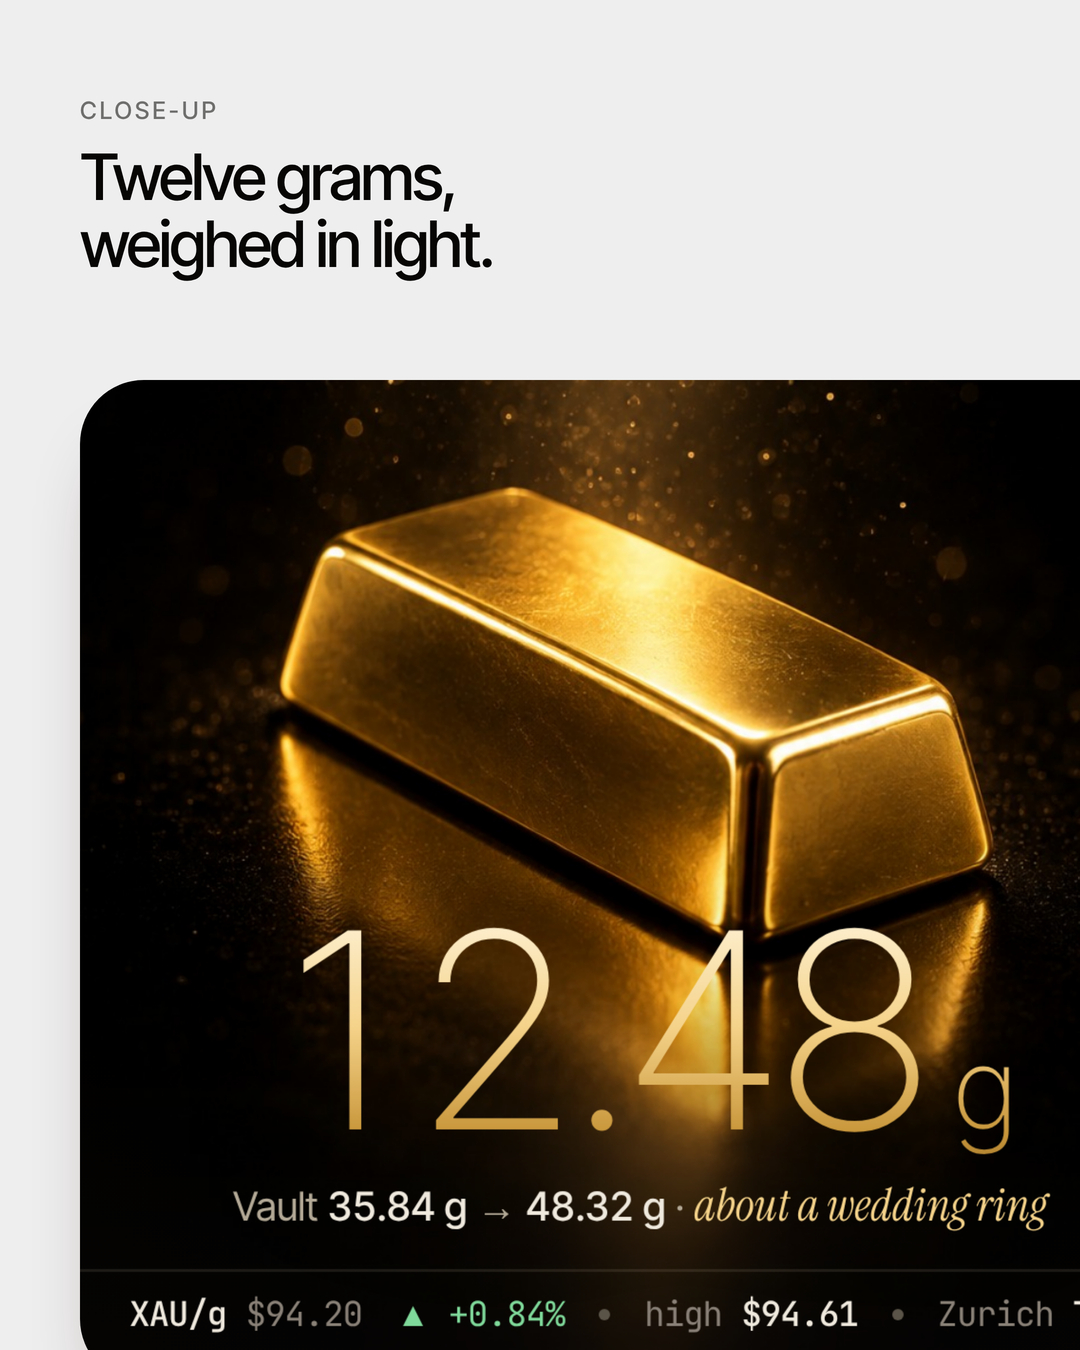 CLOSE-UP
Twelve grams,
weighed in light.
12.48 g
Vault 35.84 g → 48.32 g · about a wedding ring
XAU/g $94.20 ▲ +0.84% • high $94.61 • Zurich